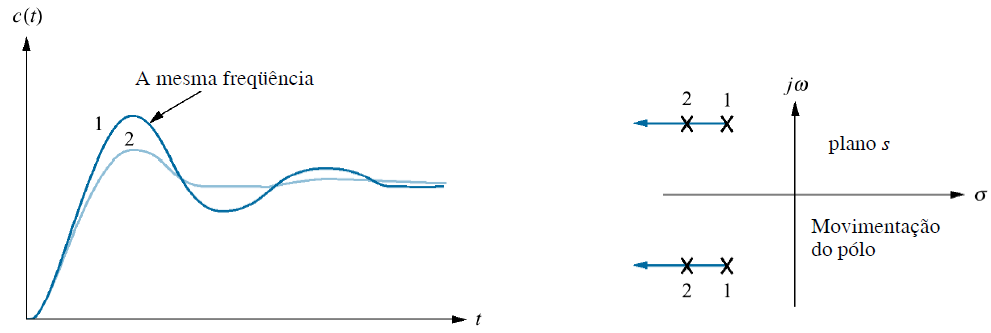 c(t)
A mesma freqüência
1
2
t
jω
2 1
plano s
σ
Movimentação
do pólo
2 1